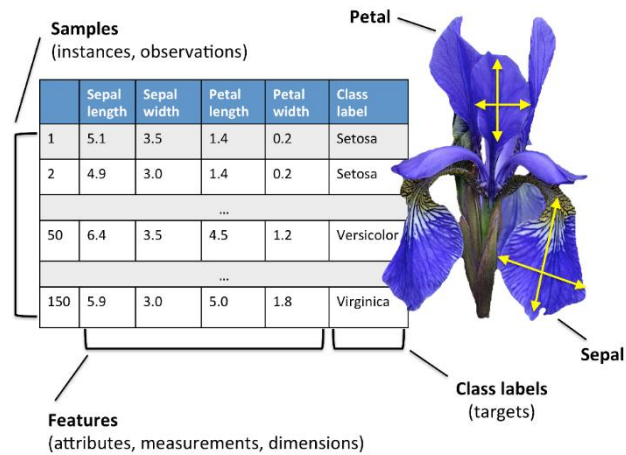 Samples
(instances, observations)
Petal
Sepal length Sepal width Petal length Petal width Class label
1 5.1 3.5 1.4 0.2 Setosa
2 4.9 3.0 1.4 0.2 Setosa
...
50 6.4 3.5 4.5 1.2 Versicolor
...
150 5.9 3.0 5.0 1.8 Virginica
Sepal
Class labels
(targets)
Features
(attributes, measurements, dimensions)